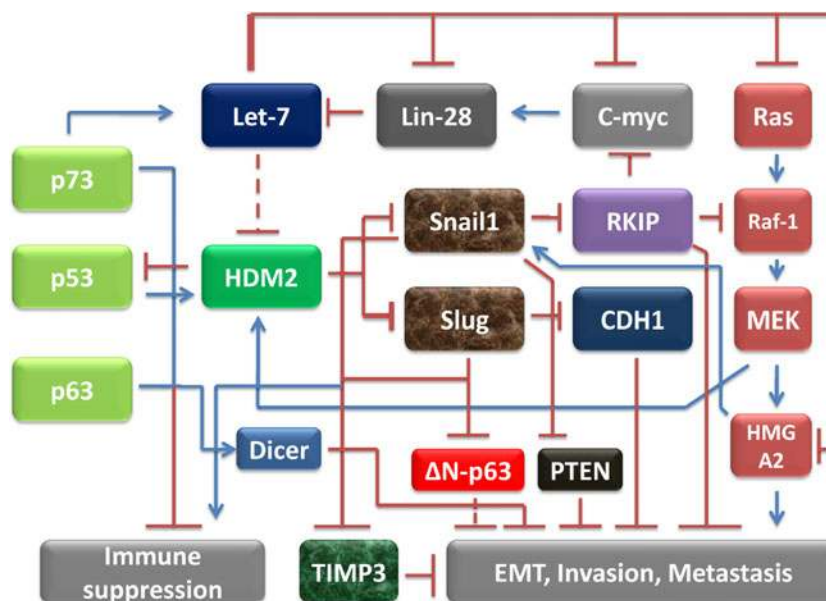 Let-7
Lin-28
C-myc
Ras
p73
Snail1
RKIP
Raf-1
p53
HDM2
Slug
CDH1
MEK
p63
Dicer
ΔN-p63
PTEN
HMG
A2
Immune
suppression
TIMP3
EMT, Invasion, Metastasis